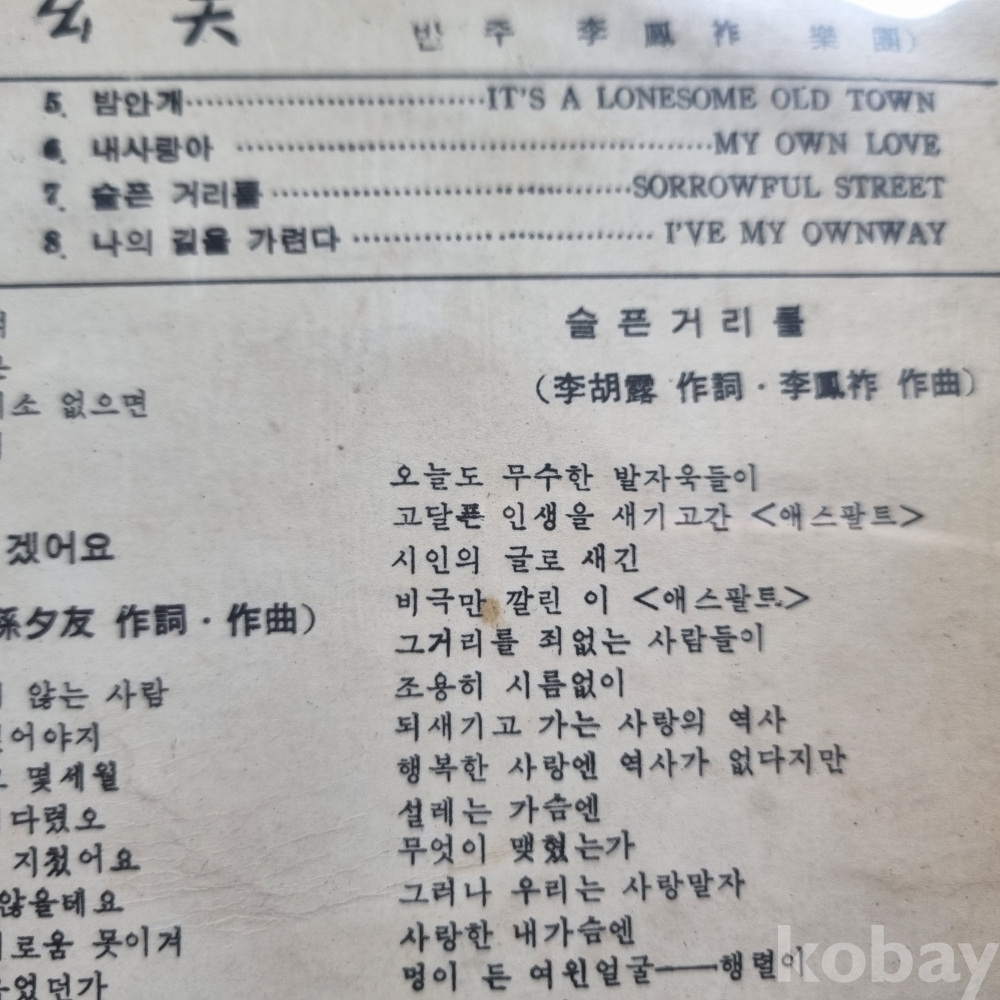 반 주 李 鳳 祚 樂 團)
5. 밤안개……………………IT'S A LONESOME OLD TOWN
6. 내사랑아 ……………………………MY OWN LOVE
7. 슬픈 거리를……………………SORROWFUL STREET
8. 나의 길을 가련다 ………………… I'VE MY OWNWAY
소 없으면
겠어요
孫夕友 作詞・作曲)
않는 사람
어야지
몇세월
다렸오
지쳤어요
않을테요
로움 못이겨
었던가
슬 픈 거 리 를
(李胡露 作詞・李鳳祚 作曲)
오늘도 무수한 발자욱들이
고달픈 인생을 새기고간 <애스팔트>
시인의 글로 새긴
비극만 깔린 이 <애스팔트>
그거리를 죄없는 사람들이
조용히 시름없이
되새기고 가는 사랑의 역사
행복한 사랑엔 역사가 없다지만
설레는 가슴엔
무엇이 맺혔는가
그러나 우리는 사랑말자
사랑한 내가슴엔
멍이 든 여윈얼굴——행렬이
kobay